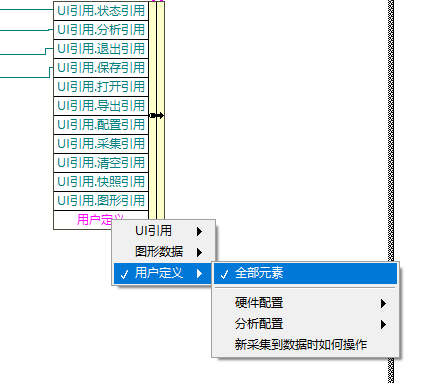 UI引用.状态引用
UI引用.分析引用
UI引用.退出引用
UI引用.保存引用
UI引用.打开引用
UI引用.导出引用
UI引用.配置引用
UI引用.采集引用
UI引用.清空引用
UI引用.快照引用
UI引用.图形引用
用户定义
UI引用
图形数据
用户定义
全部元素
硬件配置
分析配置
新采集到数据时如何操作